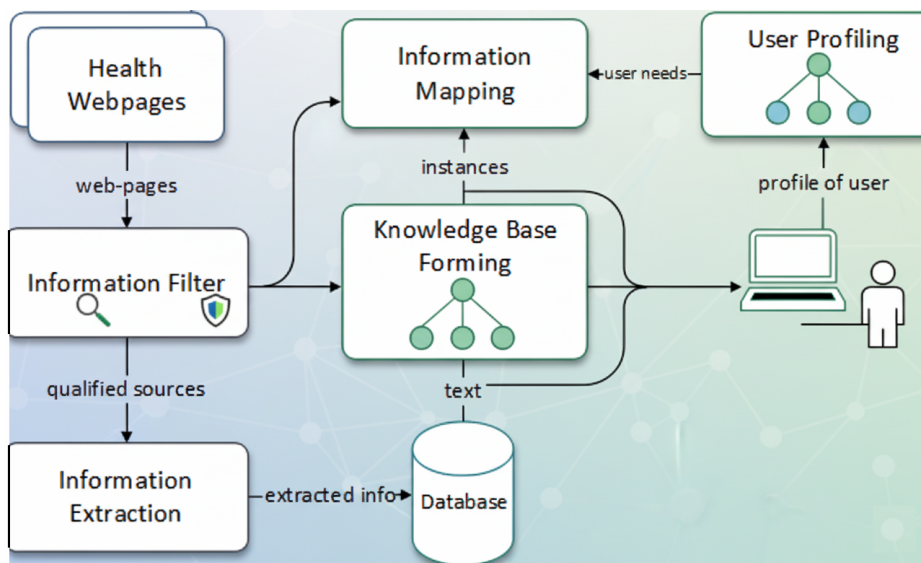 Health
Webpages
Information
Mapping
User Profiling
user needs
web-pages
instances
profile of user
Information Filter
Knowledge Base
Forming
qualified sources
text
Information
Extraction
extracted info
Database